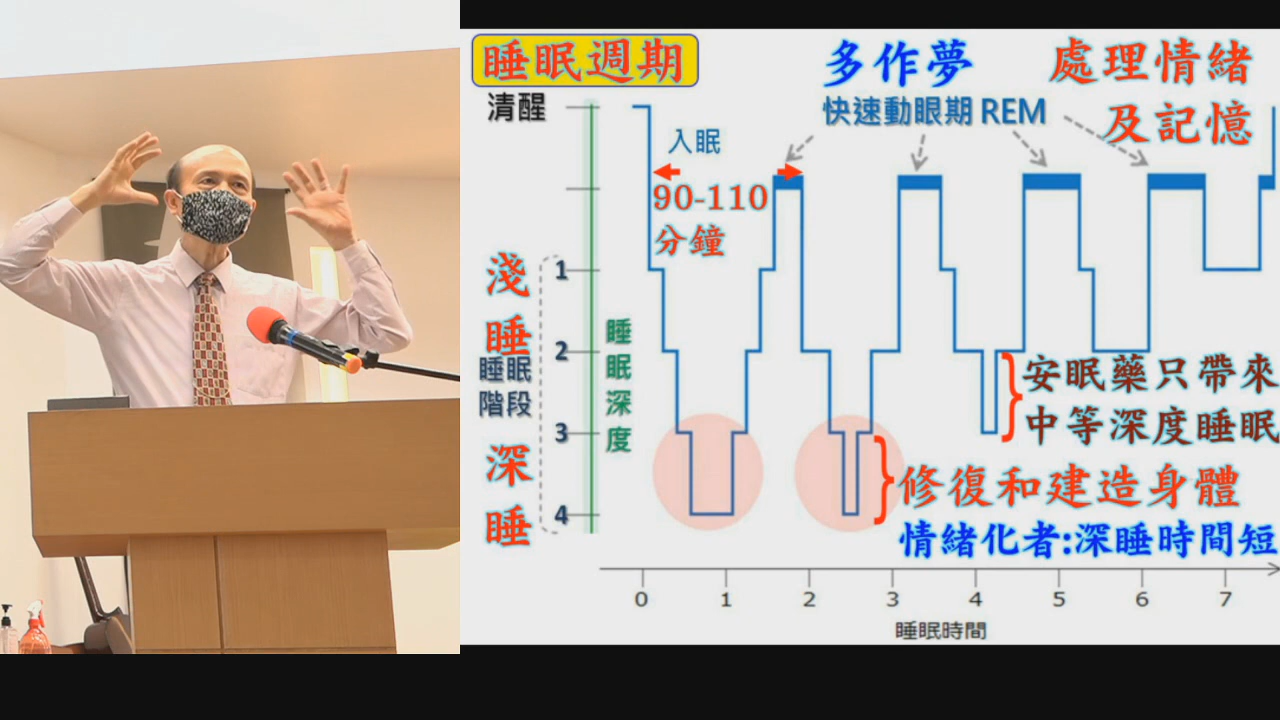 睡眠週期
多作夢
處理情緒
及記憶
清醒
快速動眼期 REM
入眠
90-110
分鐘
淺睡
睡眠階段
深睡
睡眠深度
1
2
3
4
安眠藥只帶來
中等深度睡眠
修復和建造身體
情緒化者:深睡時間短
0 1 2 3 4 5 6 7
睡眠時間